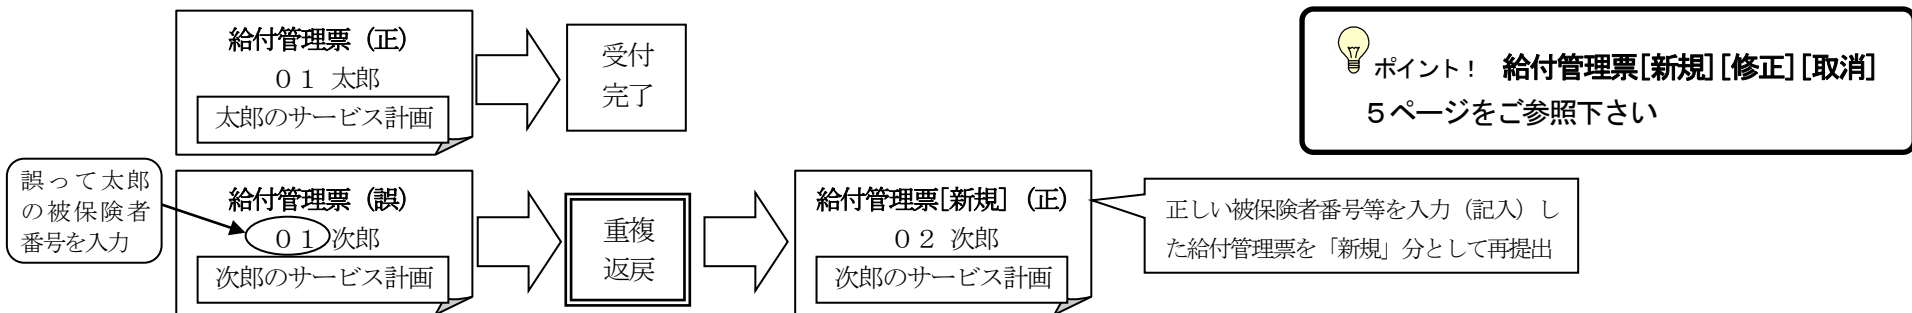 給付管理票（正）
０１ 太郎
太郎のサービス計画
受付
完了
ポイント！ 給付管理票[新規][修正][取消]
５ページをご参照下さい
誤って太郎
の被保険者
番号を入力
給付管理票（誤）
０１ 次郎
次郎のサービス計画
重複
返戻
給付管理票[新規]（正）
０２ 次郎
次郎のサービス計画
正しい被保険者番号等を入力（記入）し
た給付管理票を「新規」分として再提出